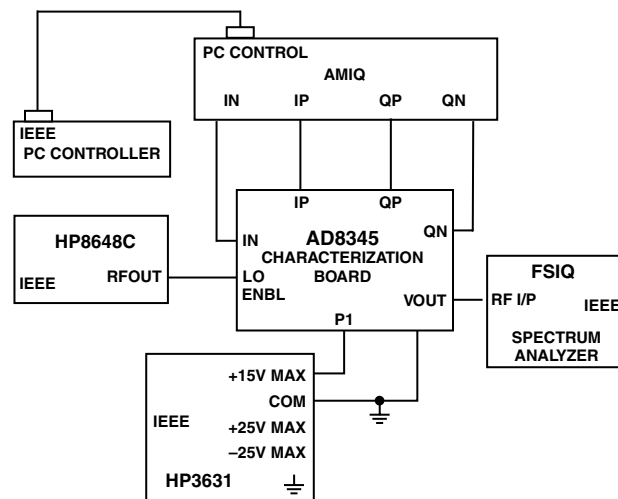 PC CONTROL
AMIQ
IN IP QP QN
IEEE
PC CONTROLLER
IP QP
HP8648C
RFOUT
IEEE
IN
AD8345
CHARACTERIZATION
BOARD
QN
LO
ENBL
VOUT
P1
FSIQ
RF I/P
IEEE
SPECTRUM
ANALYZER
+15V MAX
COM
IEEE
+25V MAX
–25V MAX
HP3631